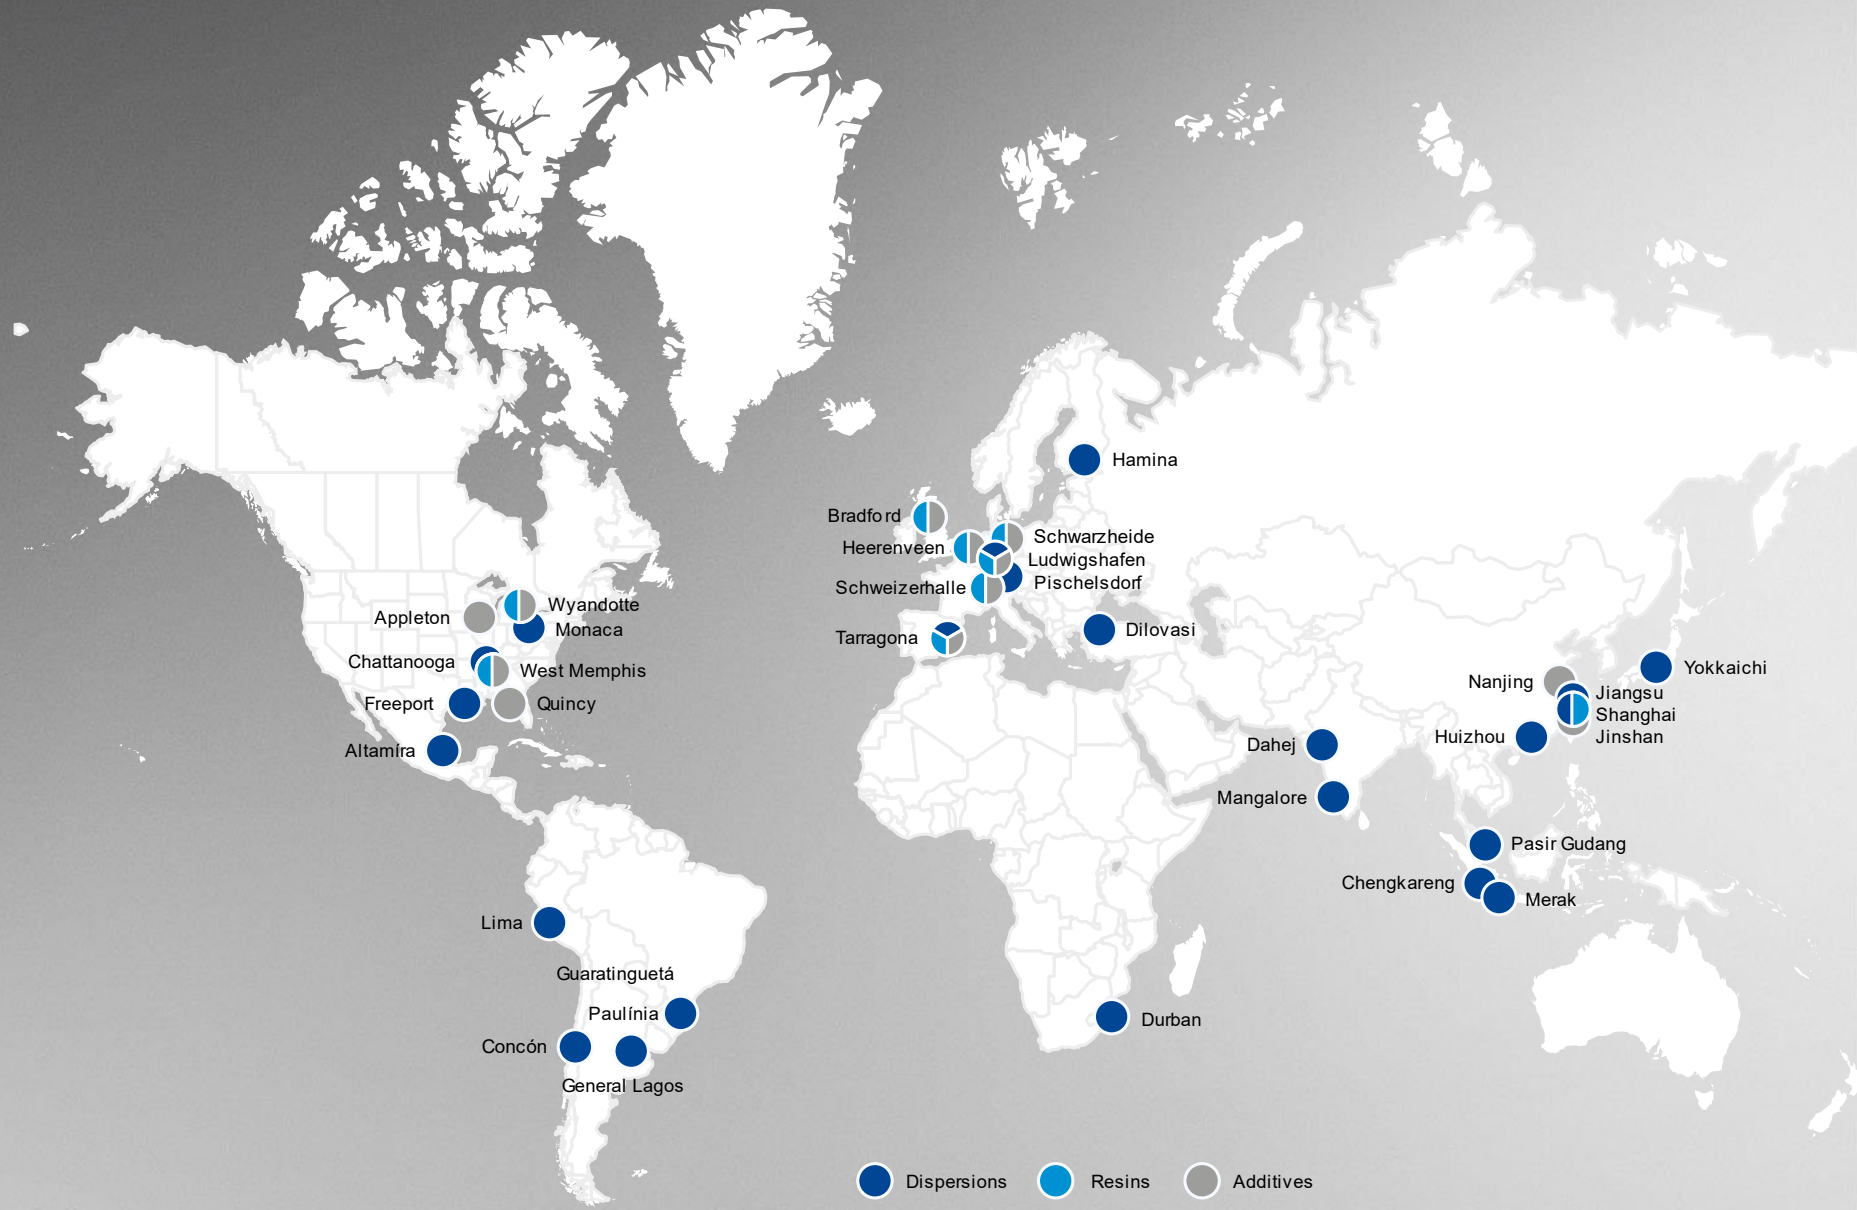 Hamina
Bradford
Schwarzheide
Heerenveen
Ludwigshafen
Pischelsdorf
Schweizerhalle
Wyandotte
Appleton
Monaca
Dilovasi
Tarragona
Chattanooga
West Memphis
Yokkaichi
Nanjing
Jiangsu
Freeport
Quincy
Shanghai
Huizhou
Jinshan
Dahej
Altamíra
Mangalore
Pasir Gudang
Chengkareng
Merak
Lima
Guaratinguetá
Paulínia
Durban
Concón
General Lagos
Dispersions
Resins
Additives